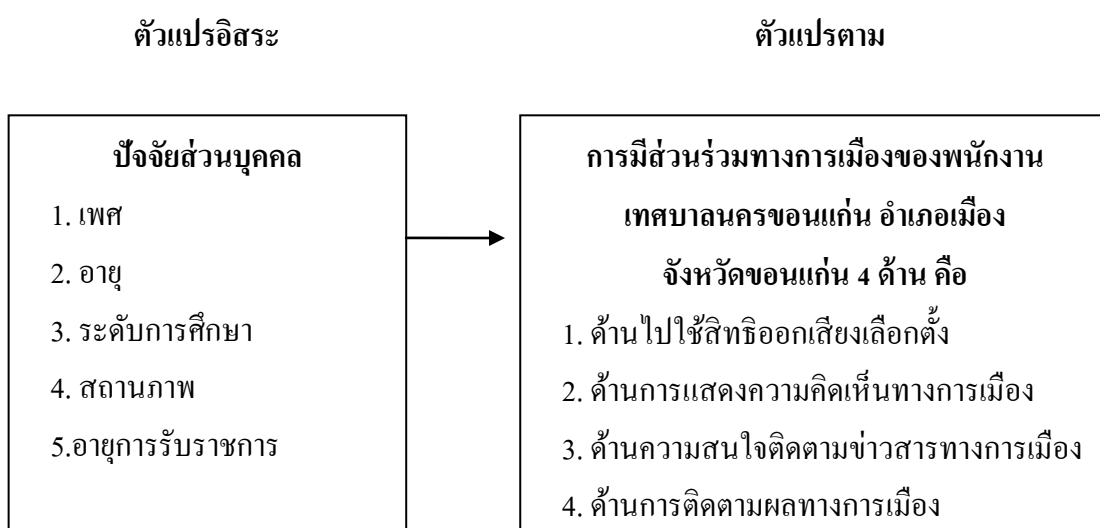 ตัวแปรอิสระ
ตัวแปรตาม
ปัจจัยส่วนบุคคล
1. เพศ
2. อายุ
3. ระดับการศึกษา
4. สถานภาพ
5.อายุการรับราชการ
การมีส่วนร่วมทางการเมืองของพนักงาน
เทศบาลนครขอนแก่น อำเภอเมือง
จังหวัดขอนแก่น 4 ด้าน คือ
1. ด้านไปใช้สิทธิออกเสียงเลือกตั้ง
2. ด้านการแสดงความคิดเห็นทางการเมือง
3. ด้านความสนใจติดตามข่าวสารทางการเมือง
4. ด้านการติดตามผลทางการเมือง